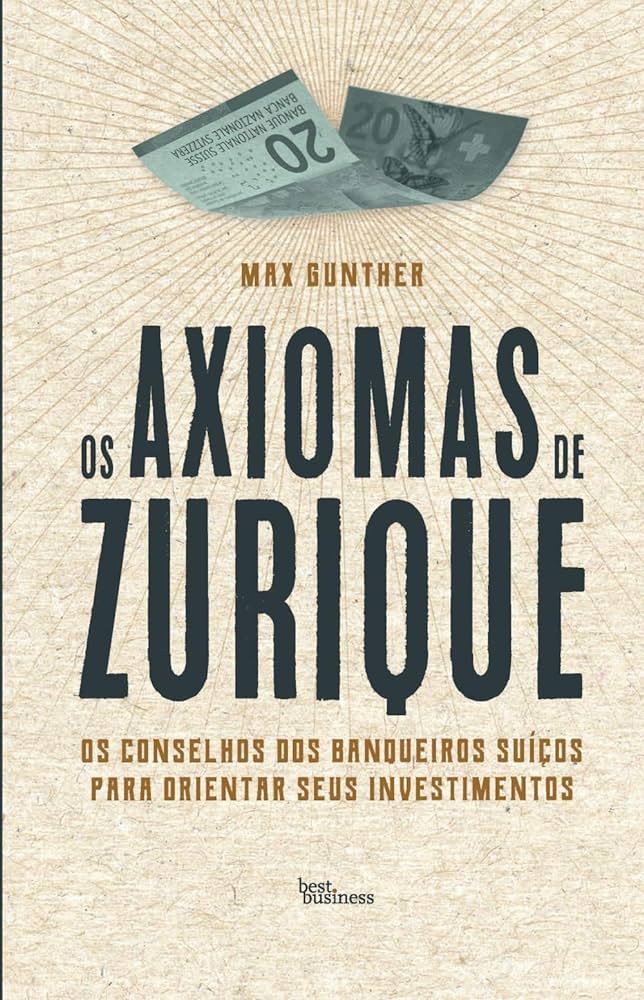 BANQUE NATIONALE SUISSE
BANCA NAZIONALE SVIZZERA
20
20
MAX GUNTHER
OS AXIOMAS DE
ZURIQUE
OS CONSELHOS DOS BANQUEIROS SUÍÇOS
PARA ORIENTAR SEUS INVESTIMENTOS
best.
business